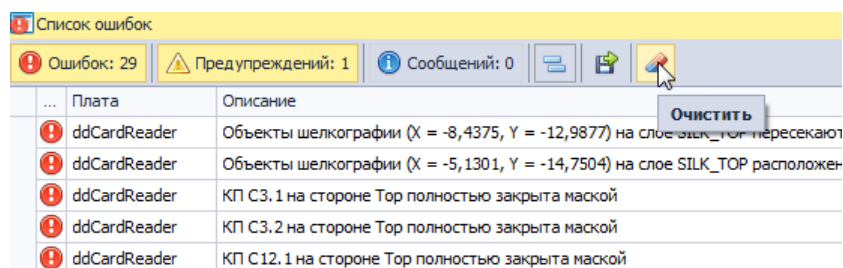 Список ошибок
Ошибок: 29 Предупреждений: 1 Сообщений: 0
Очистить
... Плата Описание
ddCardReader Объекты шелкографии (X = -8,4375, Y = -12,9877) на слое SILK_TOP пересекают
ddCardReader Объекты шелкографии (X = -5,1301, Y = -14,7504) на слое SILK_TOP расположен
ddCardReader КП C3.1 на стороне Top полностью закрыта маской
ddCardReader КП C3.2 на стороне Top полностью закрыта маской
ddCardReader КП C12.1 на стороне Top полностью закрыта маской